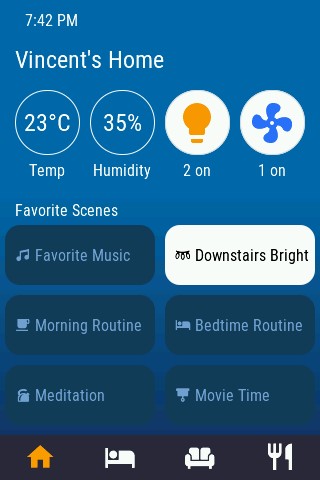 7:42 PM
Vincent's Home
23°C
35%
Temp
Humidity
2 on
1 on
Favorite Scenes
Favorite Music
Downstairs Bright
Morning Routine
Bedtime Routine
Meditation
Movie Time